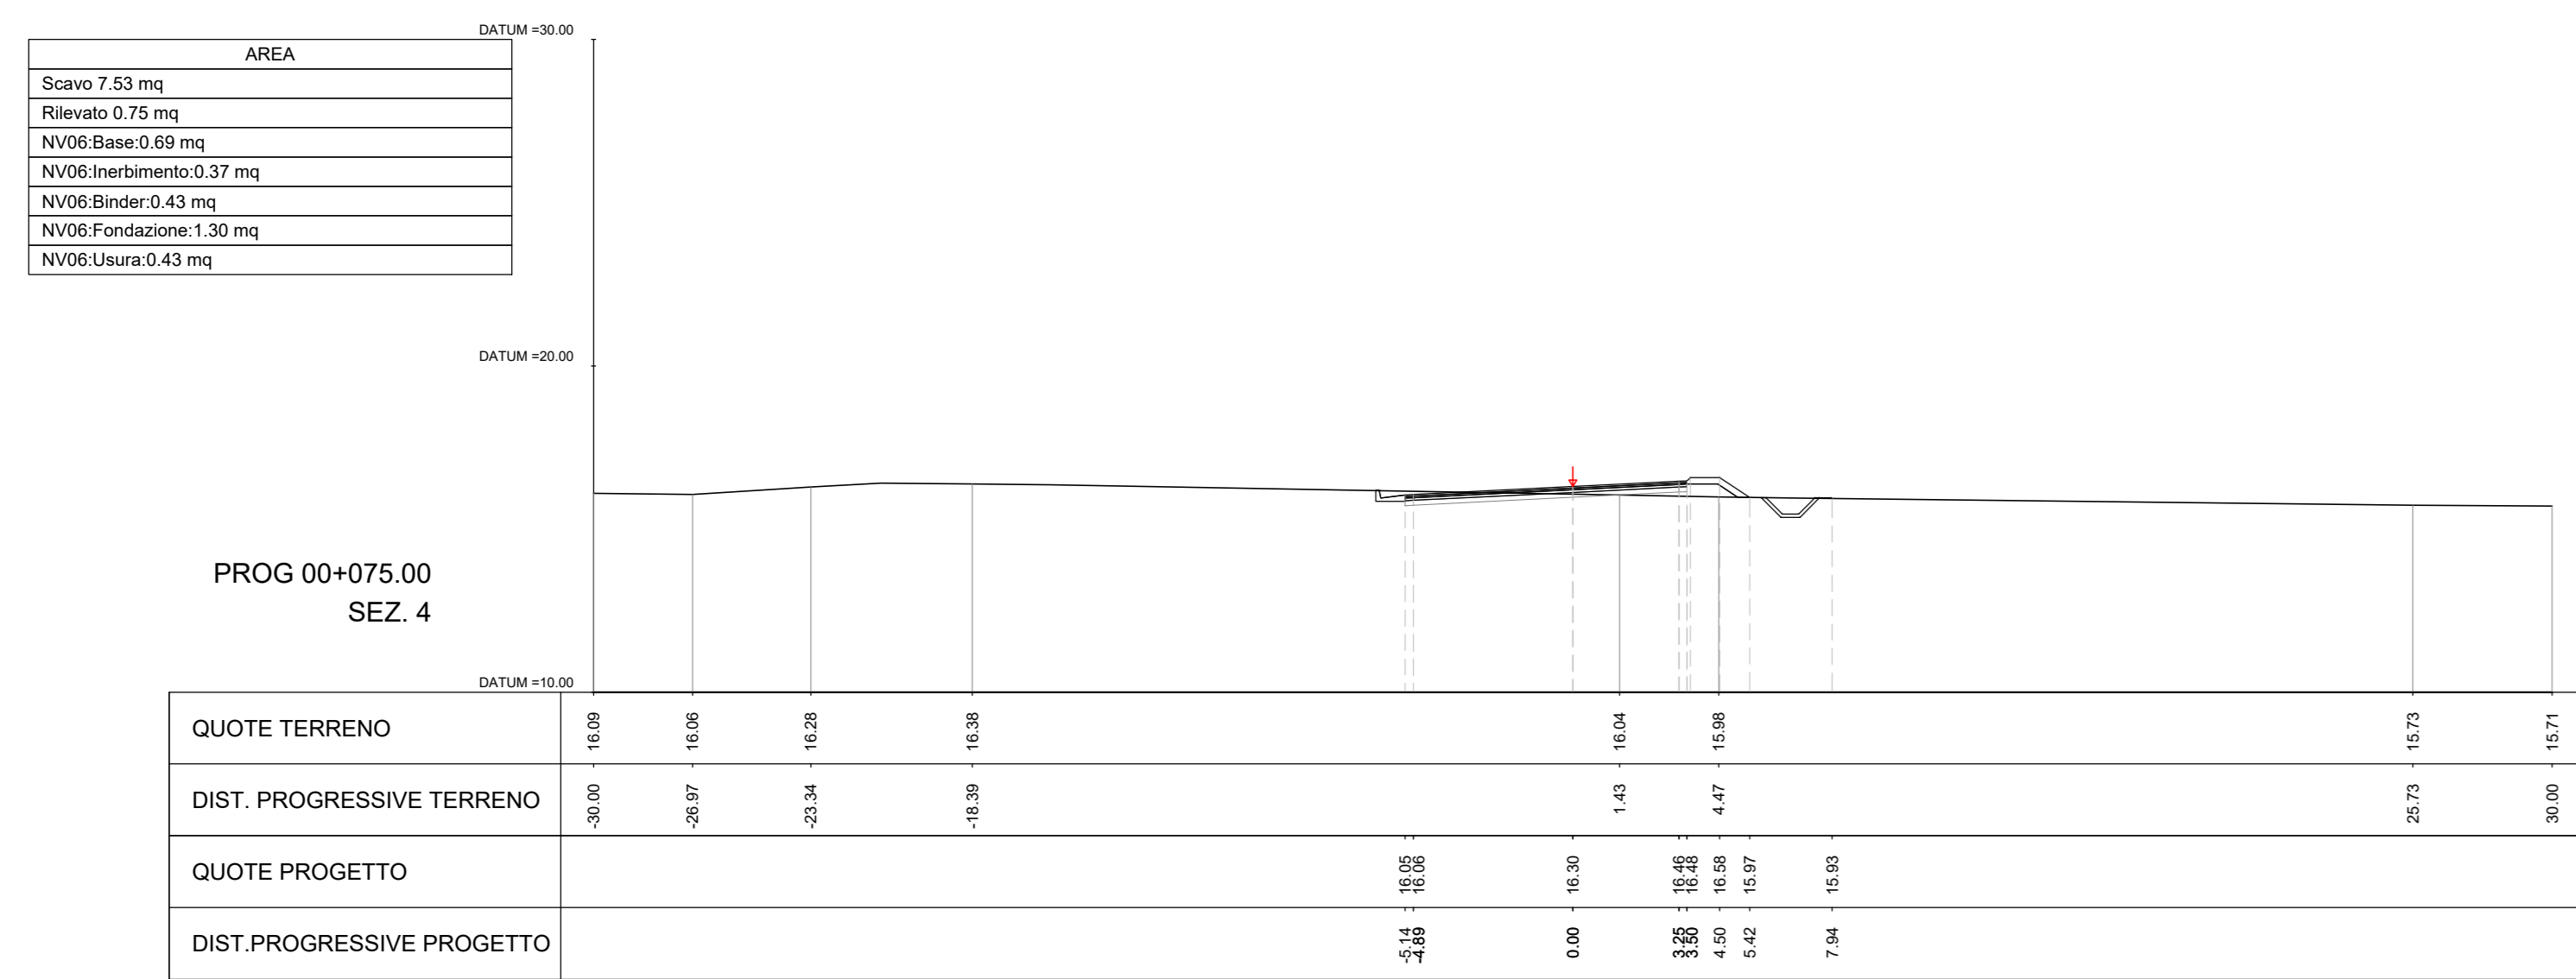 DATUM =30.00
AREA
Scavo 7.53 mq
Rilevato 0.75 mq
NV06:Base:0.69 mq
NV06:Inerbimento:0.37 mq
NV06:Binder:0.43 mq
NV06:Fondazione:1.30 mq
NV06:Usura:0.43 mq
DATUM =20.00
PROG 00+075.00
SEZ. 4
DATUM =10.00
QUOTE TERRENO 16.09 16.06 16.28 16.38 16.04 15.98 15.73 15.71
DIST. PROGRESSIVE TERRENO -30.00 -26.97 -23.34 -18.39 1.43 4.47 25.73 30.00
QUOTE PROGETTO 16.05 16.06 16.30 16.46 16.48 16.58 15.97 15.93
DIST.PROGRESSIVE PROGETTO -5.14 -4.89 0.00 3.25 3.50 4.50 5.42 7.94